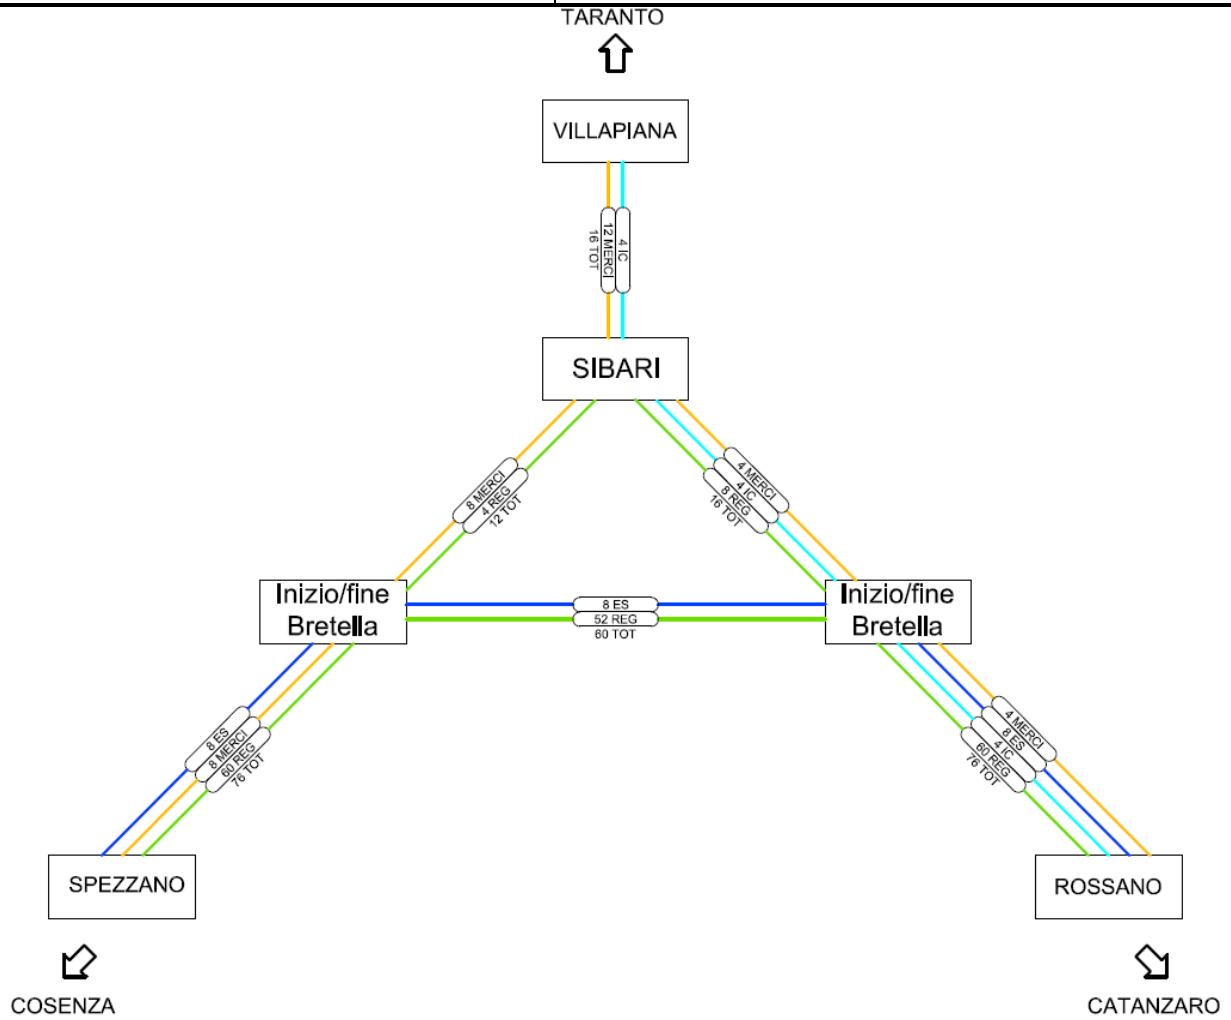 TARANTO
VILLAPIANA
4 IC
12 MERCI
16 TOT
SIBARI
8 MERCI
4 REG
12 TOT
4 MERCI
4 IC
8 REG
16 TOT
Inizio/fine
Bretella
8 ES
52 REG
60 TOT
Inizio/fine
Bretella
8 ES
8 MERCI
60 REG
76 TOT
4 MERCI
8 ES
4 IC
60 REG
76 TOT
SPEZZANO
ROSSANO
COSENZA
CATANZARO